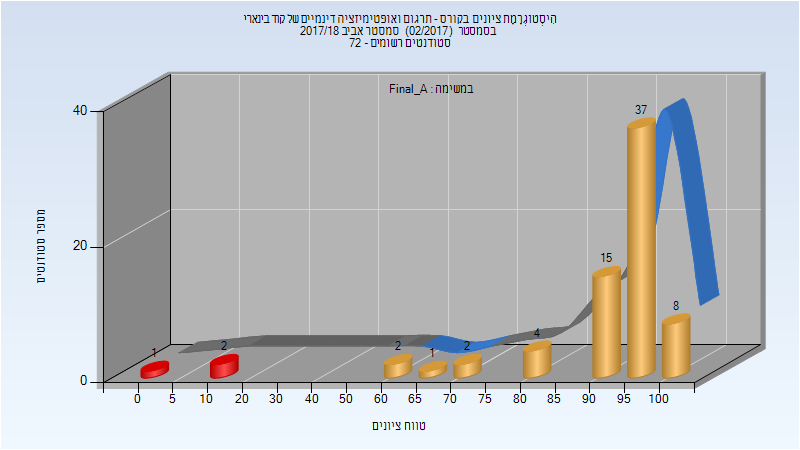 היסטוגרמת ציונים בקורס - תרגום ואופטימיזציה דינמיים של קוד בינארי
בסמסטר (02/2017) סמסטר אביב 2017/18
סטודנטים רשומים - 72
במשימה : Final_A
40
20
0
מספר סטודנטים
1
2
2
1
2
4
15
37
8
0 5 10 20 30 40 50 60 65 70 75 80 85 90 95 100
טווח ציונים